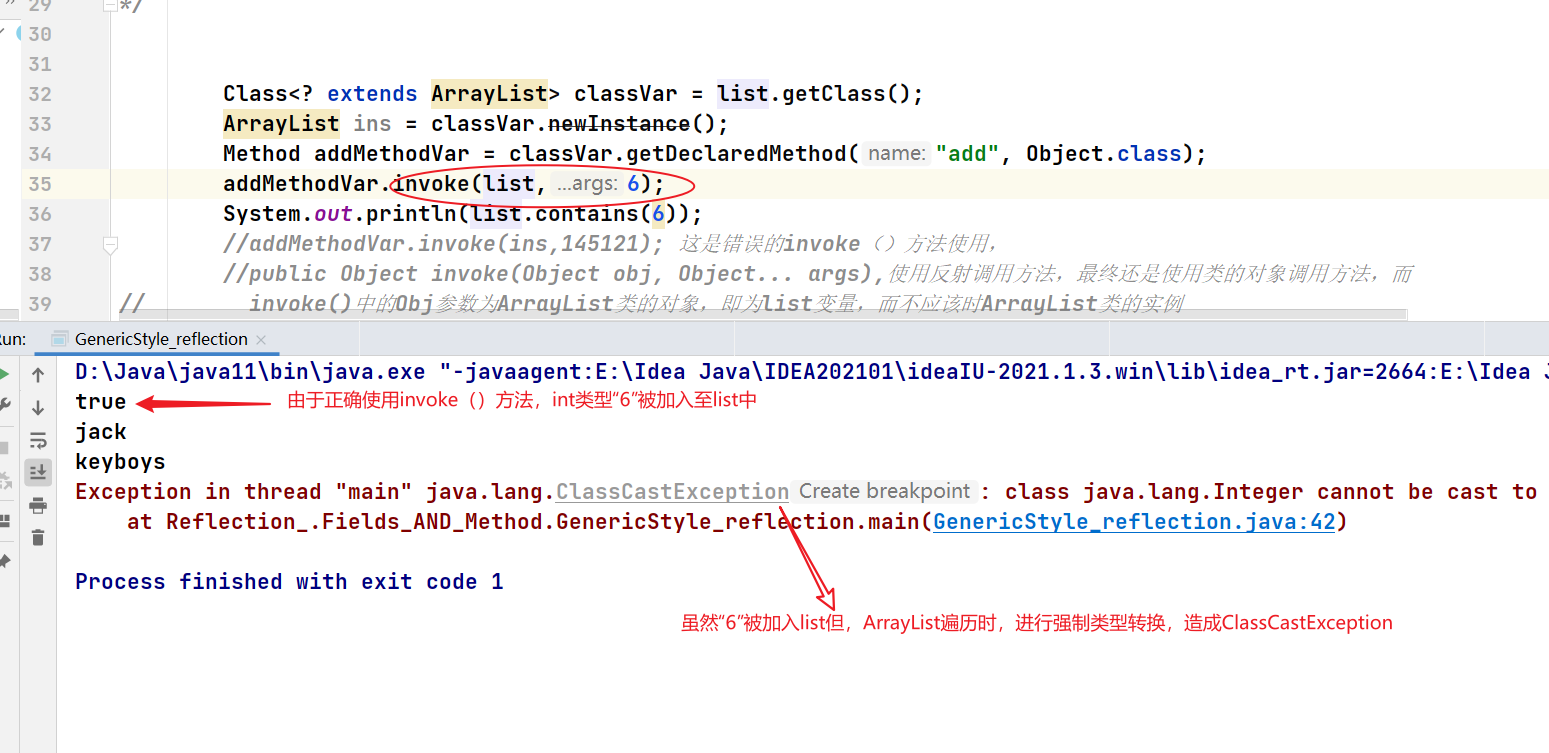 29 */
30
31
32 Class<? extends ArrayList> classVar = list.getClass();
33 ArrayList ins = classVar.newInstance();
34 Method addMethodVar = classVar.getDeclaredMethod( name: "add", Object.class);
35 addMethodVar.invoke(list, ...args: 6);
36 System.out.println(list.contains(6));
37 //addMethodVar.invoke(ins,145121); 这是错误的invoke（）方法使用，
38 //public Object invoke(Object obj, Object... args),使用反射调用方法，最终还是使用类的对象调用方法，而
39 // invoke()中的Obj参数为ArrayList类的对象，即为list变量，而不应该时ArrayList类的实例
Run: GenericStyle_reflection ×
D:\Java\java11\bin\java.exe "-javaagent:E:\Idea Java\IDEA202101\ideaIU-2021.1.3.win\lib\idea_rt.jar=2664:E:\Idea J
true 由于正确使用invoke（）方法，int类型“6”被加入至list中
jack
keyboys
Exception in thread "main" java.lang.ClassCastException Create breakpoint : class java.lang.Integer cannot be cast to
at Reflection_.Fields_AND_Method.GenericStyle_reflection.main(GenericStyle_reflection.java:42)
Process finished with exit code 1
虽然“6”被加入list但，ArrayList遍历时，进行强制类型转换，造成ClassCastException